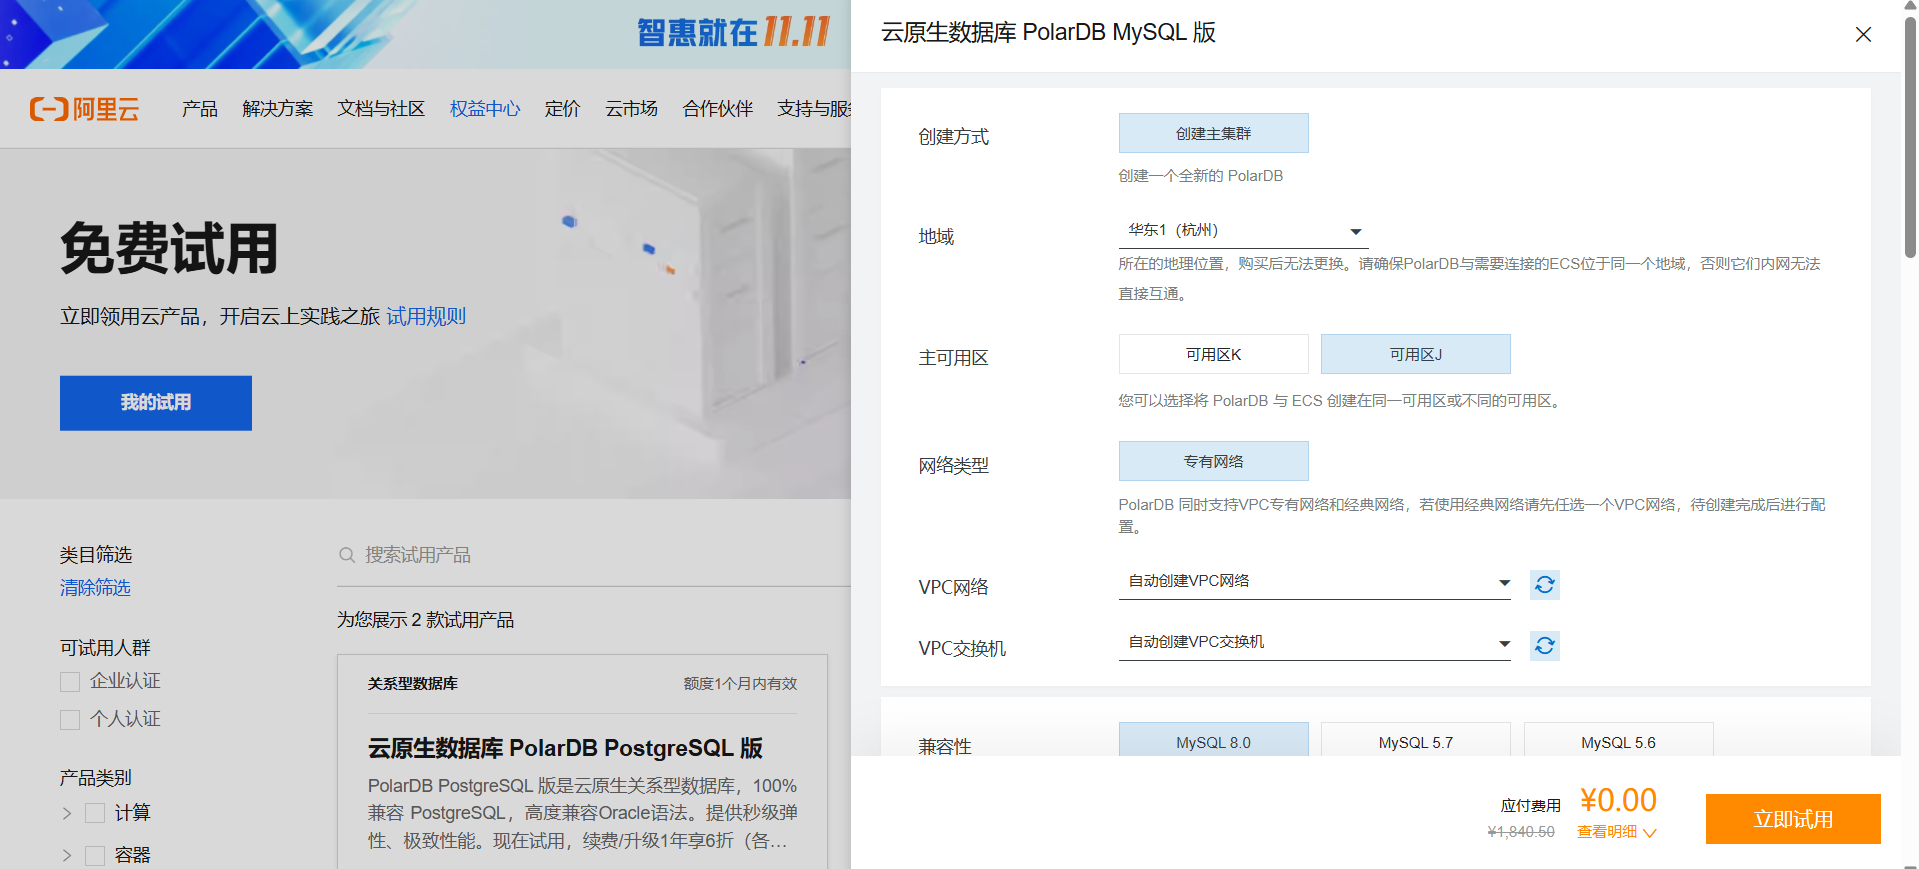 智惠就在 11.11
阿里云
产品 解决方案 文档与社区 权益中心 定价 云市场 合作伙伴 支持与服
免费试用
立即领用云产品，开启云上实践之旅 试用规则
我的试用
类目筛选
清除筛选
可试用人群
企业认证
个人认证
产品类别
计算
容器
搜索试用产品
为您展示 2 款试用产品
关系型数据库 额度1个月内有效
云原生数据库 PolarDB PostgreSQL 版
PolarDB PostgreSQL 版是云原生关系型数据库，100%
兼容 PostgreSQL，高度兼容Oracle语法。提供秒级弹
性、极致性能。现在试用，续费/升级1年享6折（各…
云原生数据库 PolarDB MySQL 版
创建方式 创建主集群
创建一个全新的 PolarDB
地域 华东1（杭州）
所在的地理位置，购买后无法更换。请确保PolarDB与需要连接的ECS位于同一个地域，否则它们内网无法
直接互通。
主可用区 可用区K 可用区J
您可以选择将 PolarDB 与 ECS 创建在同一可用区或不同的可用区。
网络类型 专有网络
PolarDB 同时支持VPC专有网络和经典网络，若使用经典网络请先任选一个VPC网络，待创建完成后进行配
置。
VPC网络 自动创建VPC网络
VPC交换机 自动创建VPC交换机
兼容性 MySQL 8.0 MySQL 5.7 MySQL 5.6
应付费用 ¥0.00
¥1,840.50 查看明细
立即试用